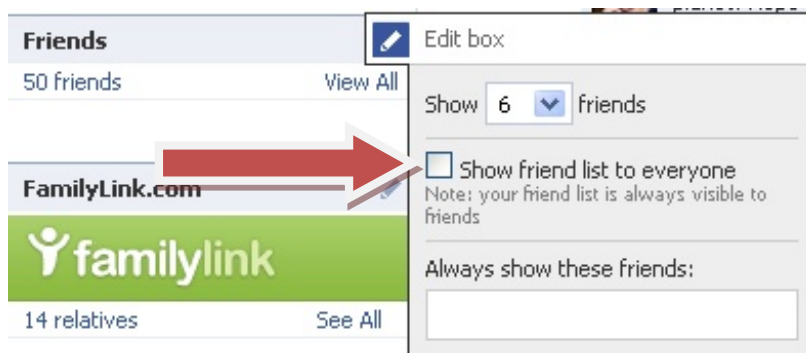 Friends
50 friends
View All
FamilyLink.com
familylink
14 relatives
See All
Edit box
Show 6 friends
Show friend list to everyone
Note: your friend list is always visible to
friends
Always show these friends: